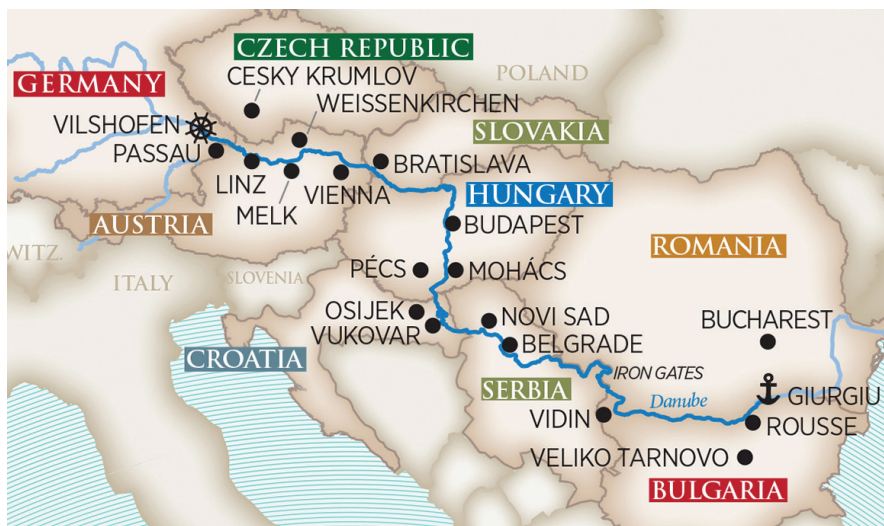 CZECH REPUBLIC
POLAND
GERMANY
CESKY KRUMLOV
WEISSENKIRCHEN
VILSHOFEN
SLOVAKIA
PASSAU
BRATISLAVA
LINZ
VIENNA
HUNGARY
MELK
AUSTRIA
BUDAPEST
ROMANIA
WITZ.
ITALY
SLOVENIA
PÉCS
MOHÁCS
OSIJEK
NOVI SAD
BUCHAREST
VUKOVAR
BELGRADE
CROATIA
IRON GATES
SERBIA
Danube
GIURGIU
VIDIN
ROUSSE
VELIKO TARNOVO
BULGARIA